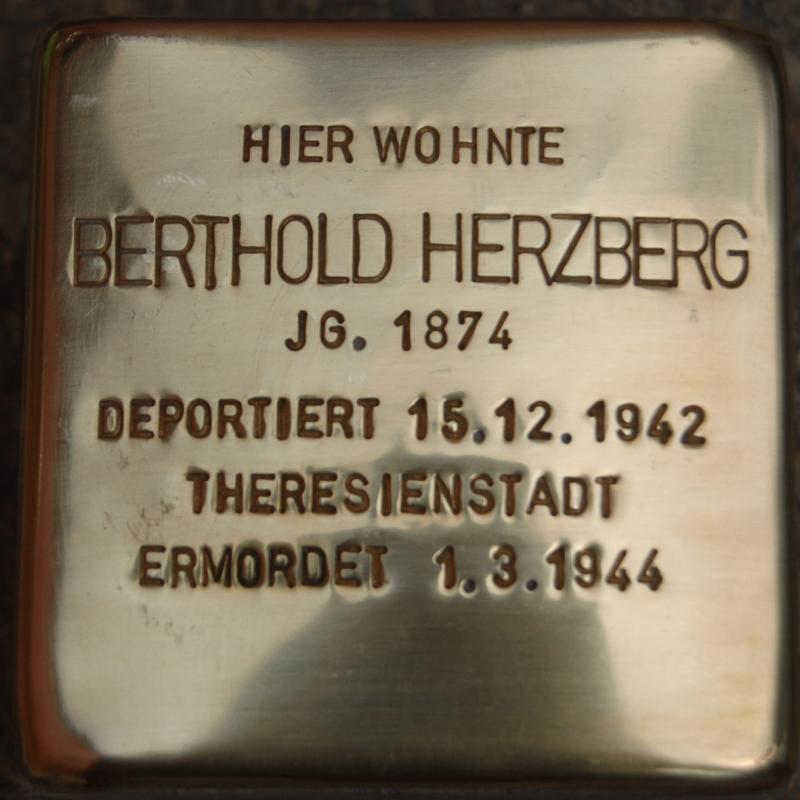 HIER WOHNTE
BERTHOLD HERZBERG
JG. 1874
DEPORTIERT 15.12.1942
THERESIENSTADT
ERMORDET 1.3.1944